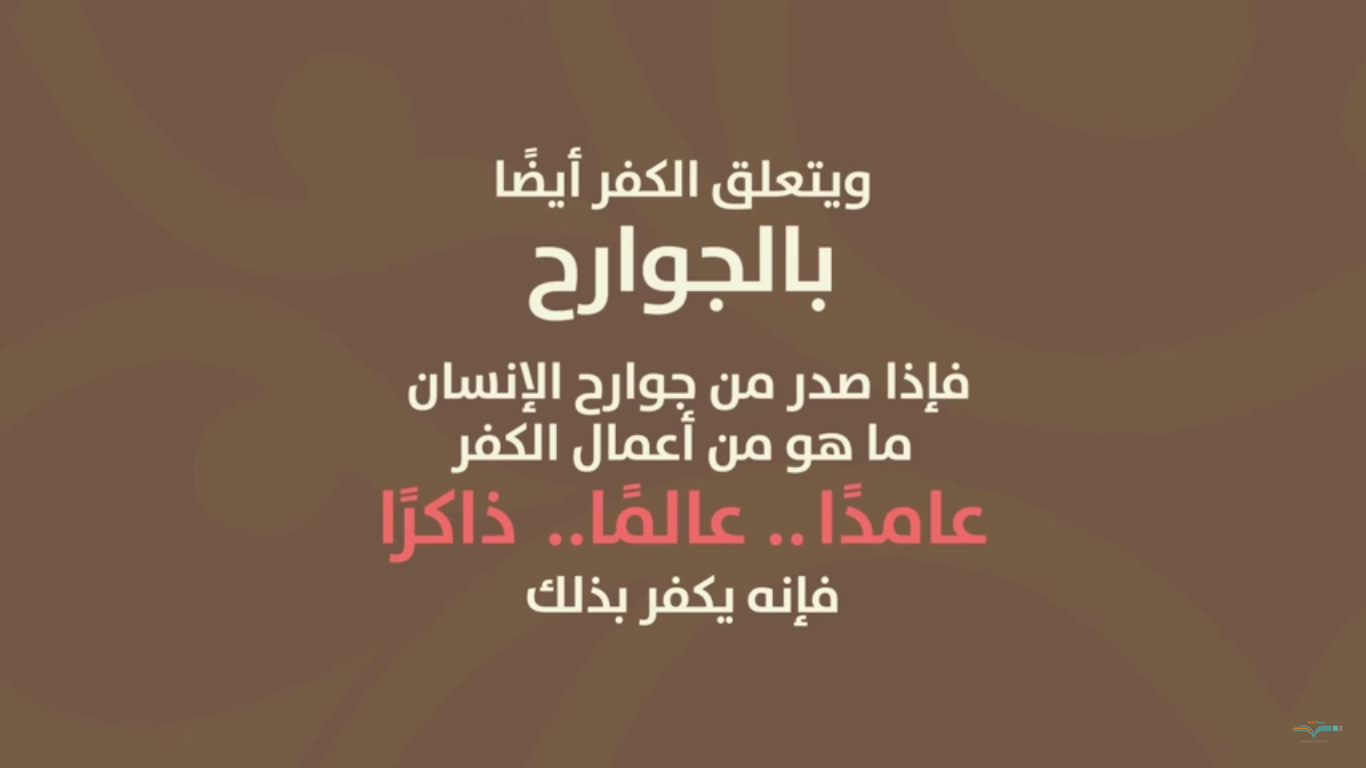 ويتعلق الكفر أيضًا
بالجوارح
فإذا صدر من جوارح الإنسان
ما هو من أعمال الكفر
عامدًا.. عالمًا.. ذاكرًا
فإنه يكفر بذلك